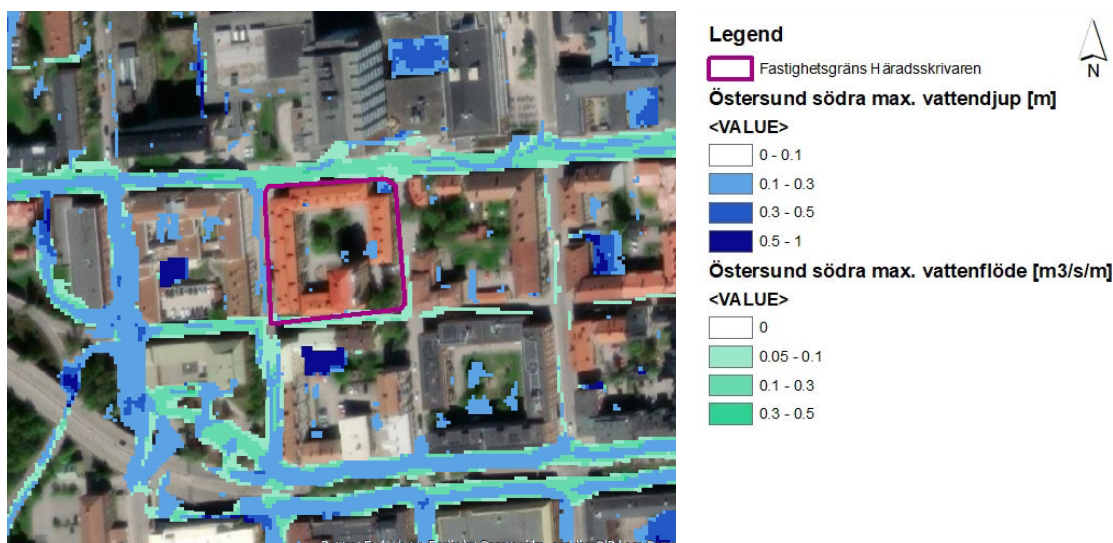 Legend
Fastighetsgräns Häradsskrivaren
N
Östersund södra max. vattendjup [m]
<VALUE>
0 - 0.1
0.1 - 0.3
0.3 - 0.5
0.5 - 1
Östersund södra max. vattenflöde [m3/s/m]
<VALUE>
0
0.05 - 0.1
0.1 - 0.3
0.3 - 0.5